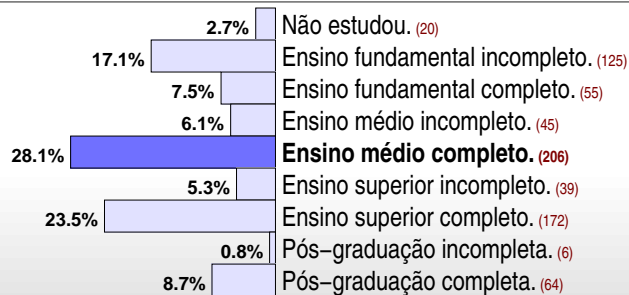 2.7% Não estudou. (20)
17.1% Ensino fundamental incompleto. (125)
7.5% Ensino fundamental completo. (55)
6.1% Ensino médio incompleto. (45)
28.1% Ensino médio completo. (206)
5.3% Ensino superior incompleto. (39)
23.5% Ensino superior completo. (172)
0.8% Pós−graduação incompleta. (6)
8.7% Pós−graduação completa. (64)